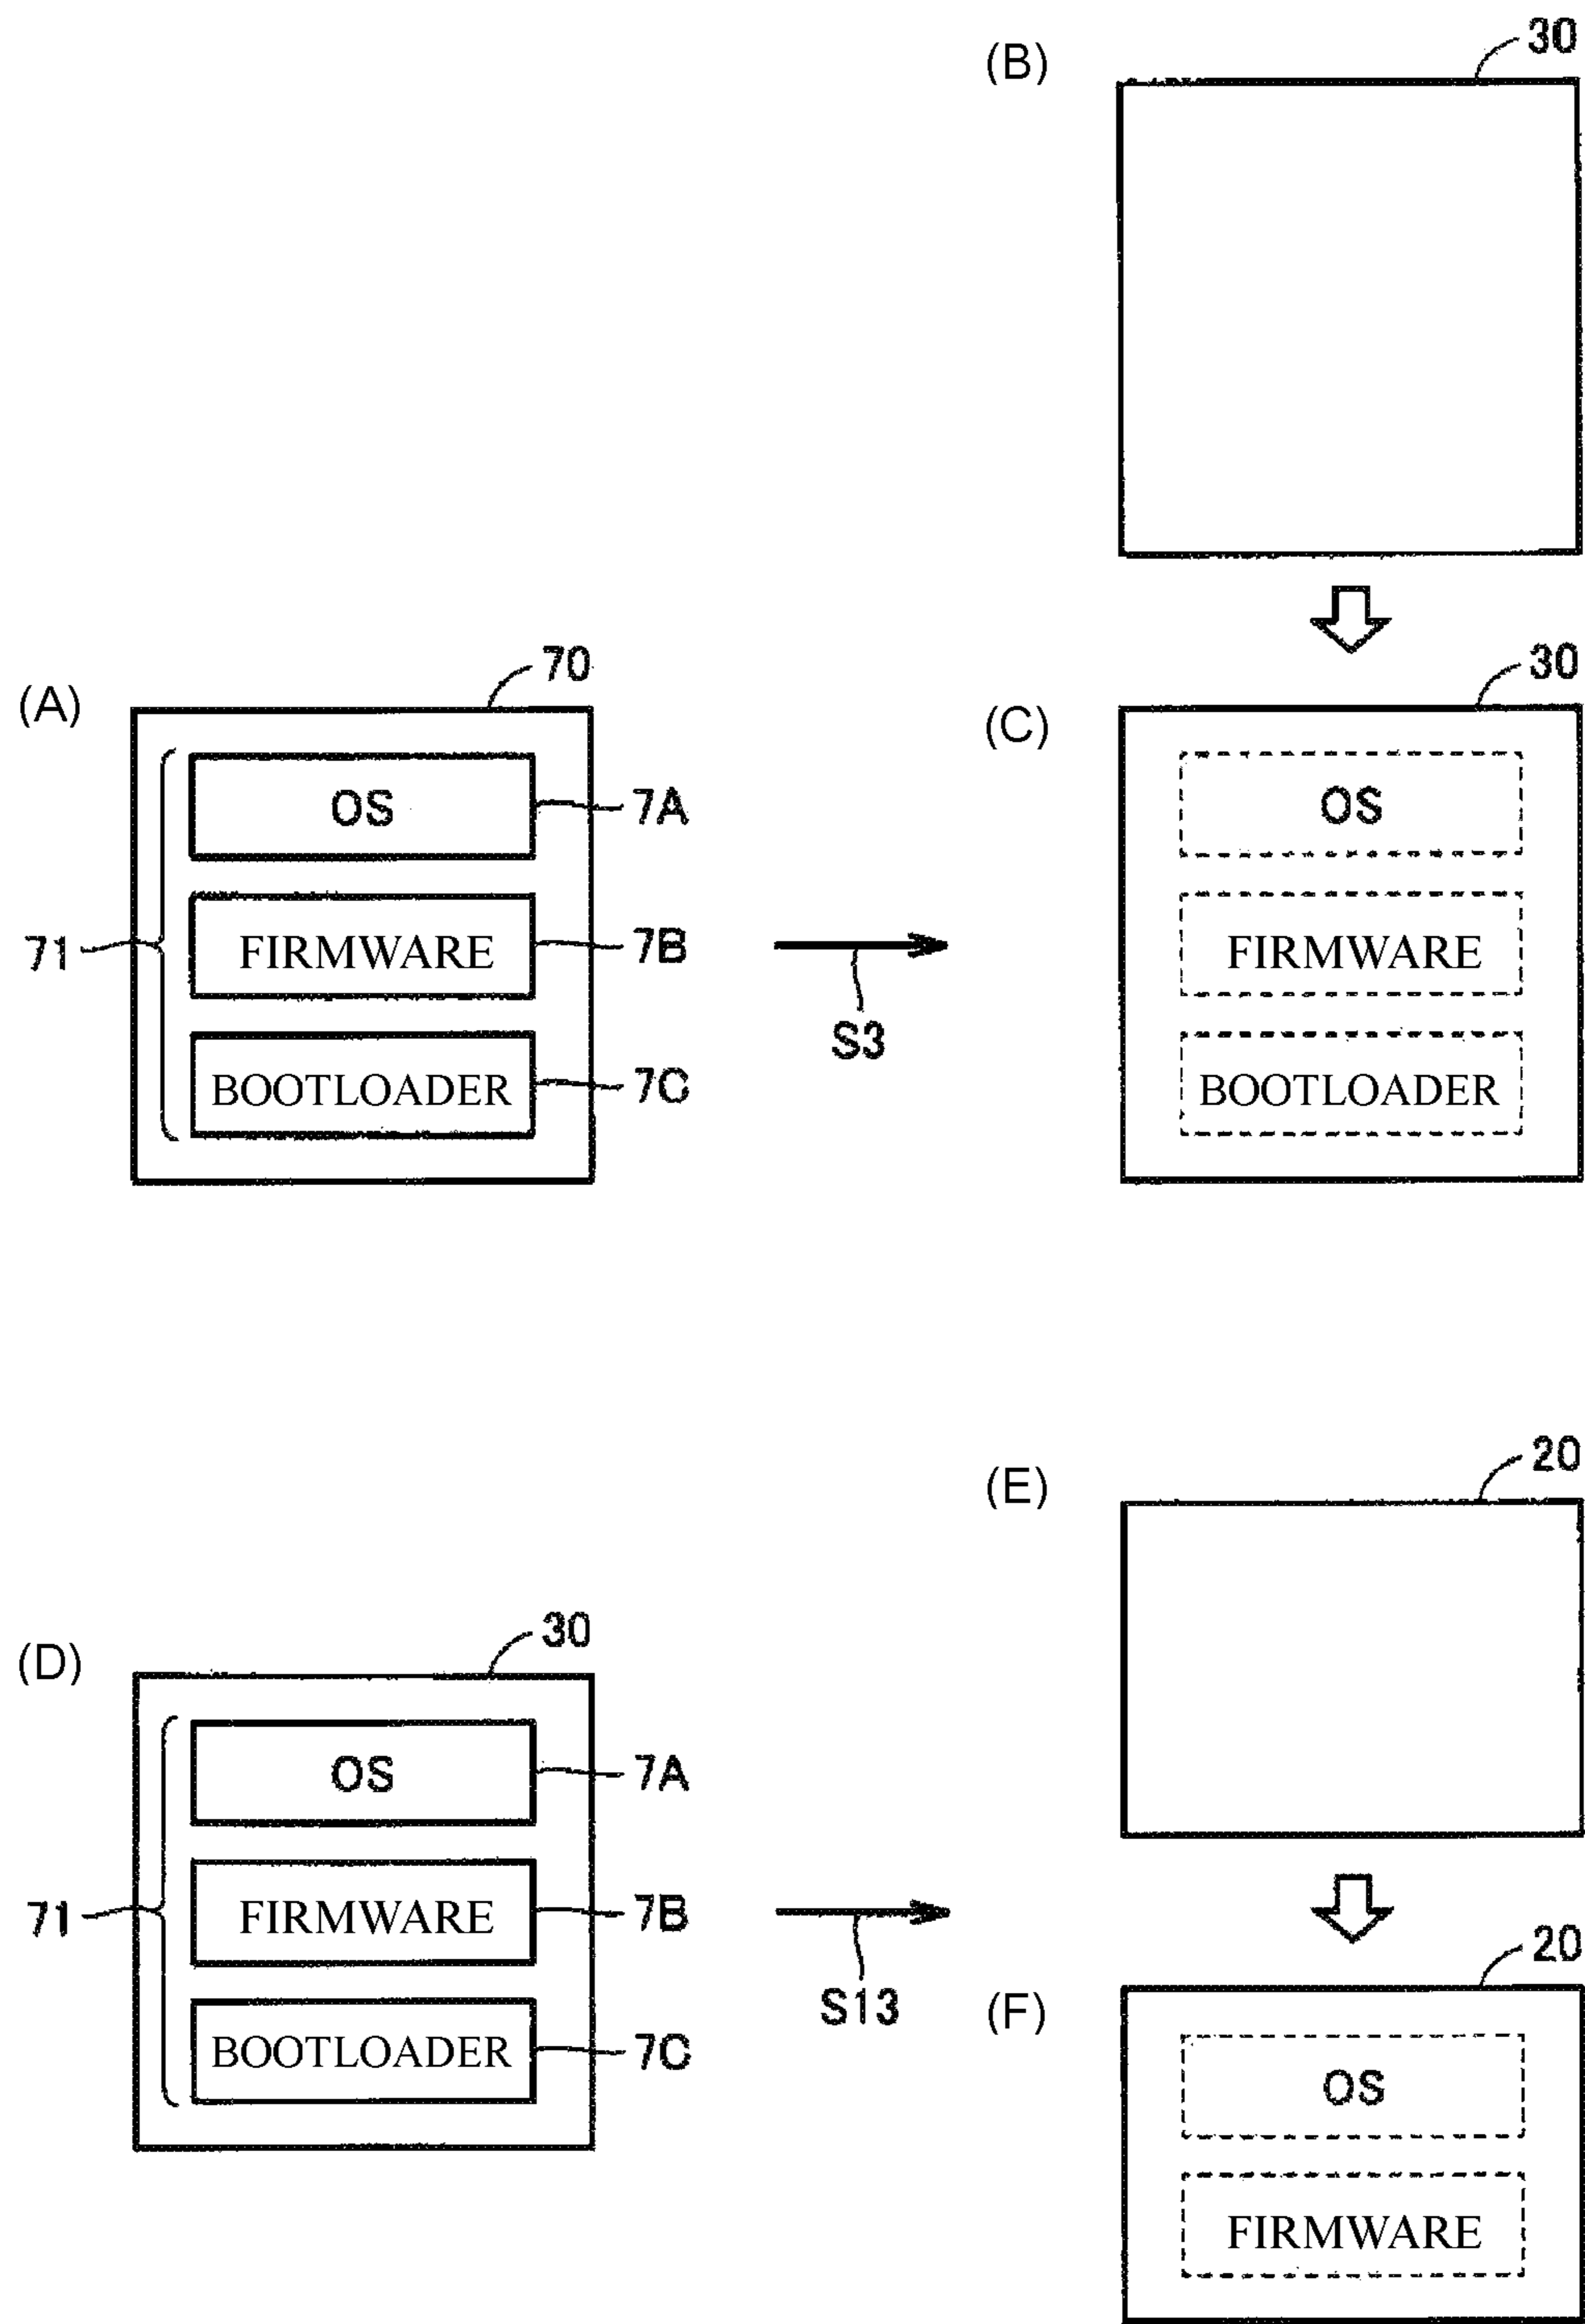 (B)
30
(A)
70
30
(C)
OS
7A
OS
71
FIRMWARE
7B
FIRMWARE
S3
BOOTLOADER
7C
BOOTLOADER
(E)
20
(D)
30
OS
7A
71
FIRMWARE
7B
S13
20
(F)
BOOTLOADER
7C
OS
FIRMWARE